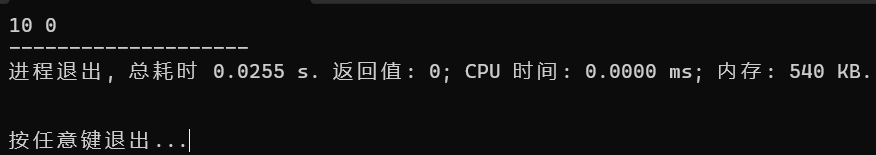 10 0
--------------------
进程退出, 总耗时 0.0255 s. 返回值: 0; CPU 时间: 0.0000 ms; 内存: 540 KB.
按任意键退出...